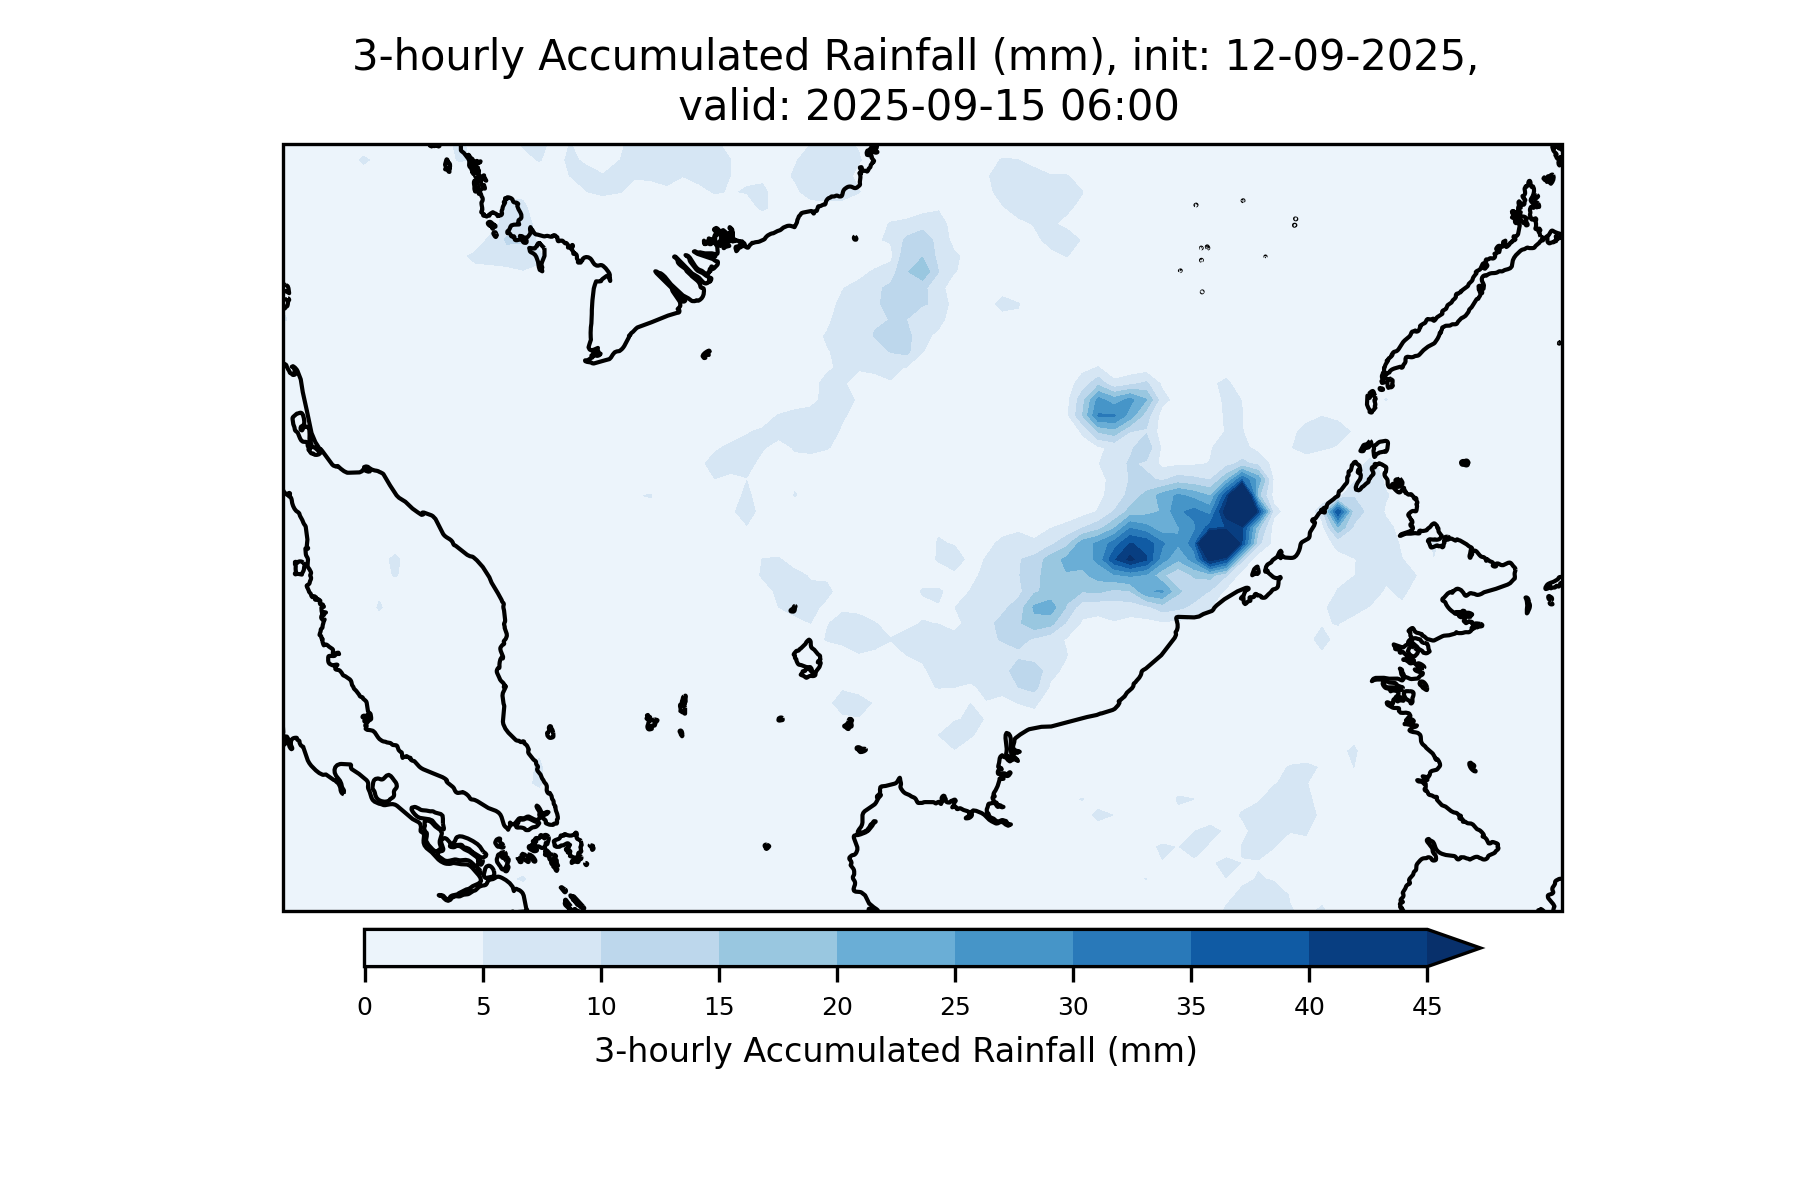 3-hourly Accumulated Rainfall (mm), init: 12-09-2025,
valid: 2025-09-15 06:00
0 5 10 15 20 25 30 35 40 45
3-hourly Accumulated Rainfall (mm)